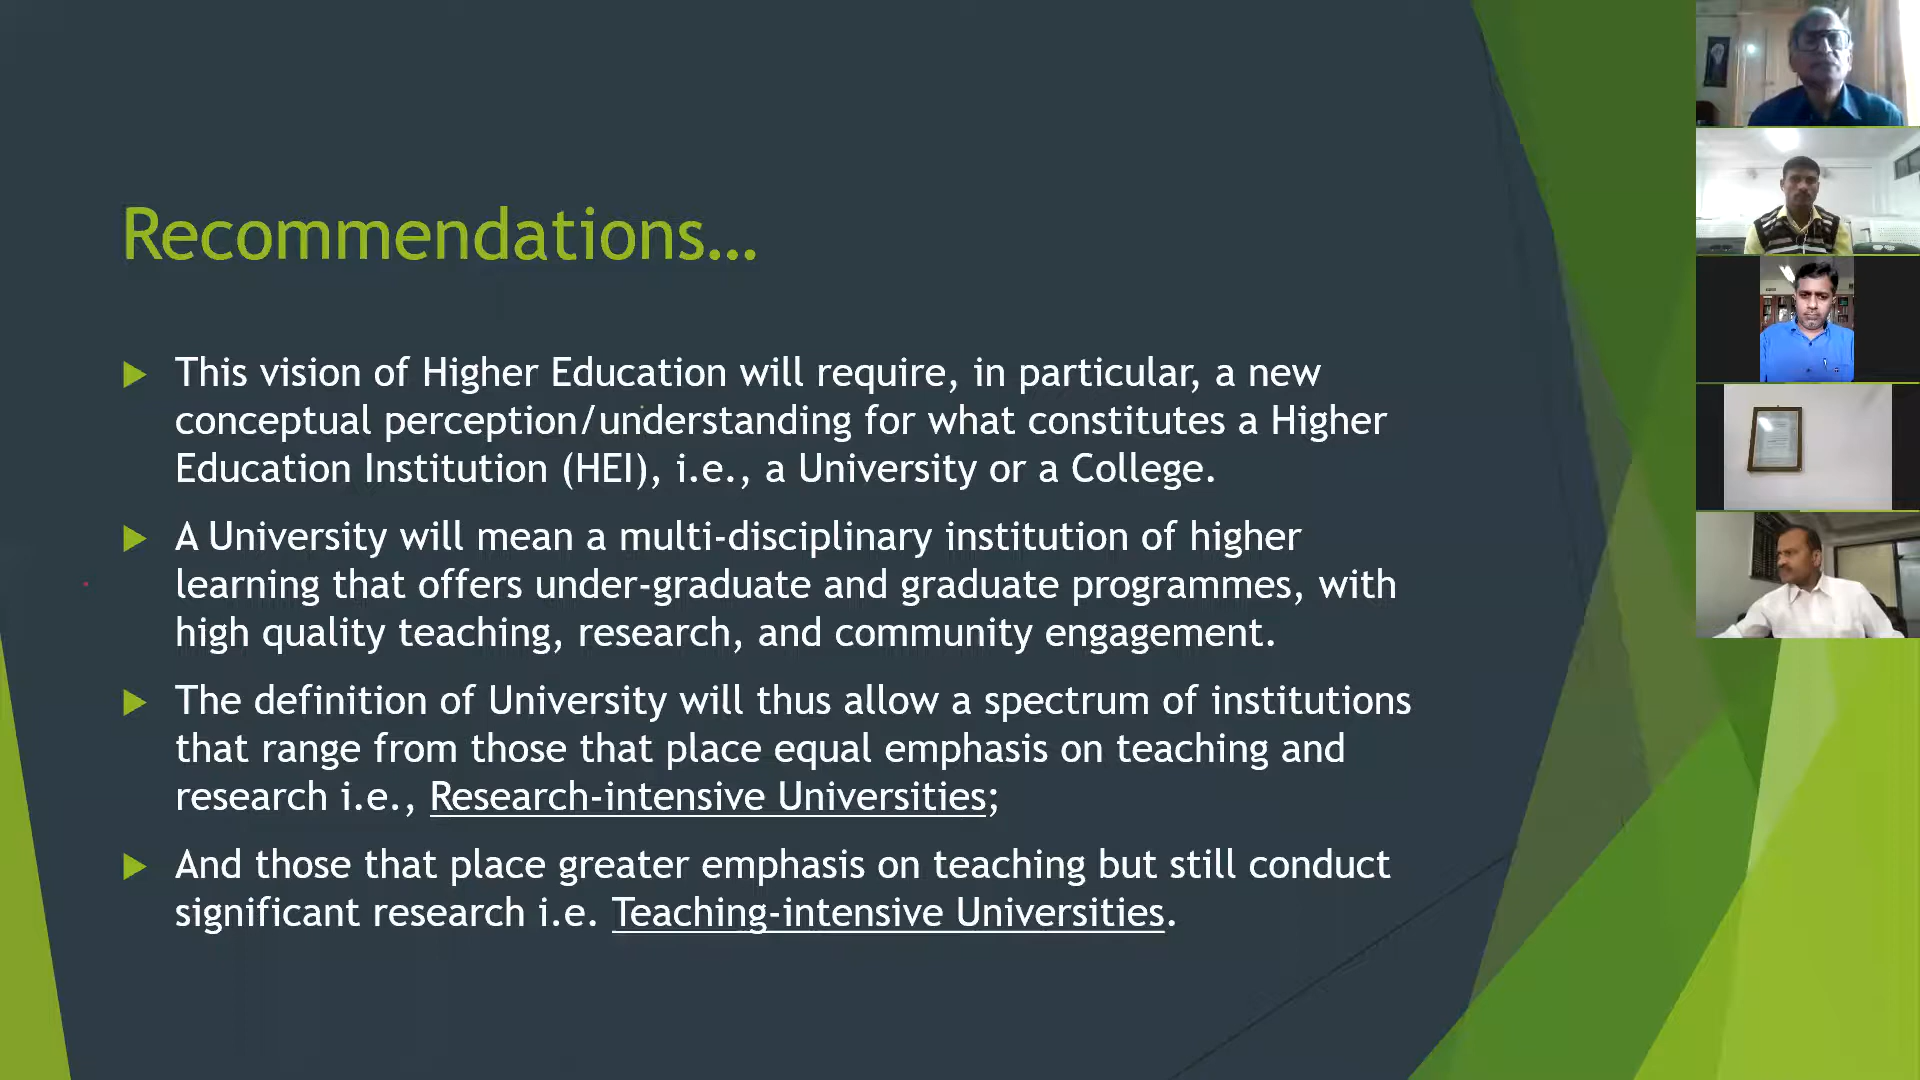 Recommendations...
This vision of Higher Education will require, in particular, a new
conceptual perception/understanding for what constitutes a Higher
Education Institution (HEI), i.e., a University or a College.
A University will mean a multi-disciplinary institution of higher
learning that offers under-graduate and graduate programmes, with
high quality teaching, research, and community engagement.
The definition of University will thus allow a spectrum of institutions
that range from those that place equal emphasis on teaching and
research i.e., Research-intensive Universities;
And those that place greater emphasis on teaching but still conduct
significant research i.e. Teaching-intensive Universities.